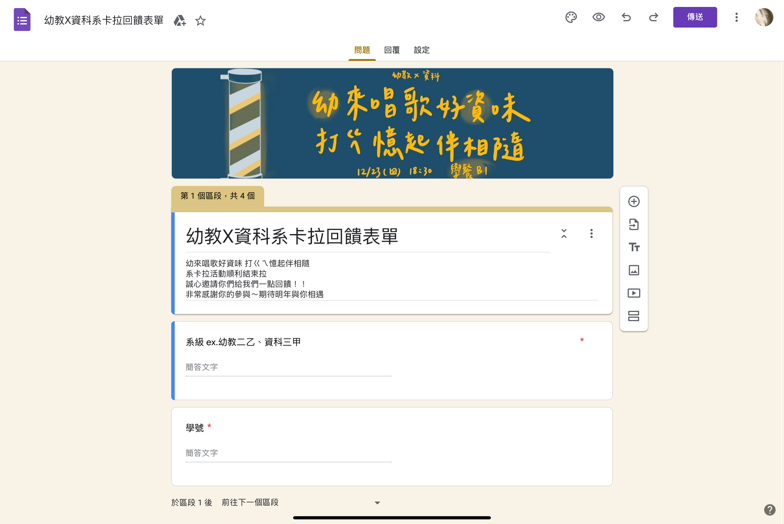 幼教X資科系卡拉回饋表單
傳送
問題
回覆
設定
幼教×資科
幼來唱歌好資味
打ㄍㄟ憶起伴相隨
12/23(四) 18:30 學餐B1
第 1 個區段，共 4 個
幼教X資科系卡拉回饋表單
幼來唱歌好資味 打ㄍㄟ憶起伴相隨
系卡拉活動順利結束拉
誠心邀請你們給我們一點回饋！！
非常感謝你的參與～期待明年與你相遇
系級 ex.幼教二乙、資科三甲
*
簡答文字
學號 *
簡答文字
於區段 1 後 前往下一個區段